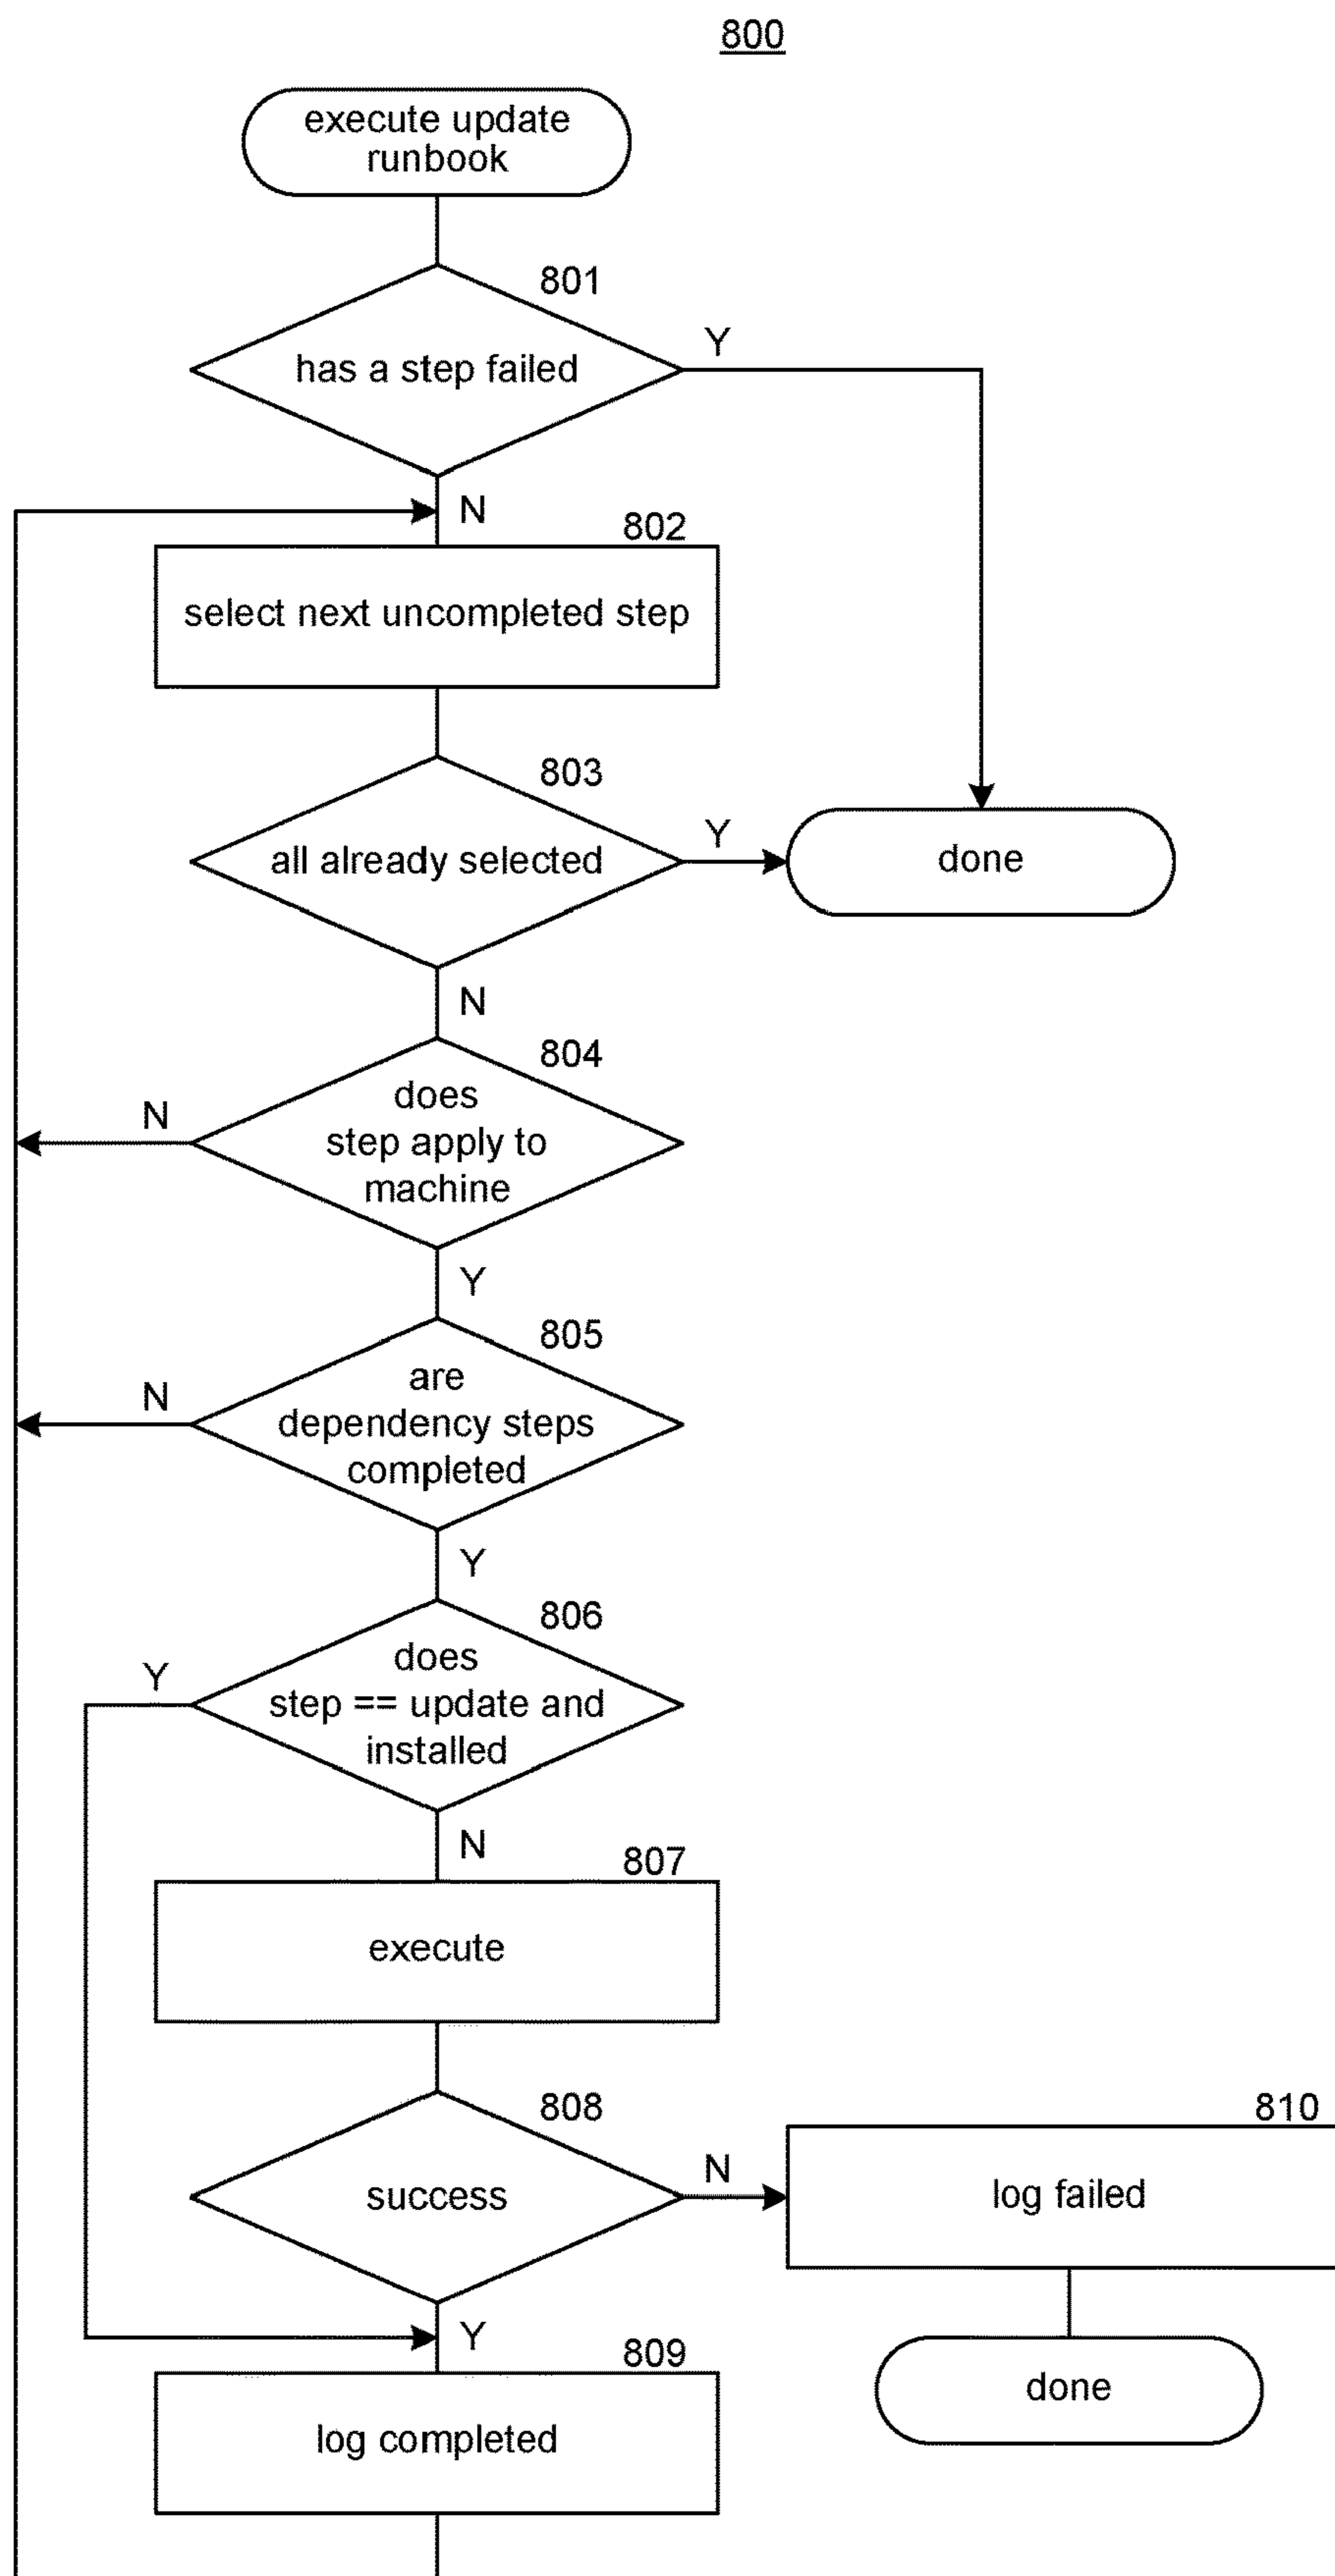 800
execute update
runbook
801
has a step failed
Y
N
802
select next uncompleted step
803
all already selected
Y
done
N
804
does
step apply to
machine
N
Y
805
are
dependency steps
completed
N
Y
806
does
step == update and
installed
Y
N
807
execute
808
success
N
810
log failed
Y
809
log completed
done